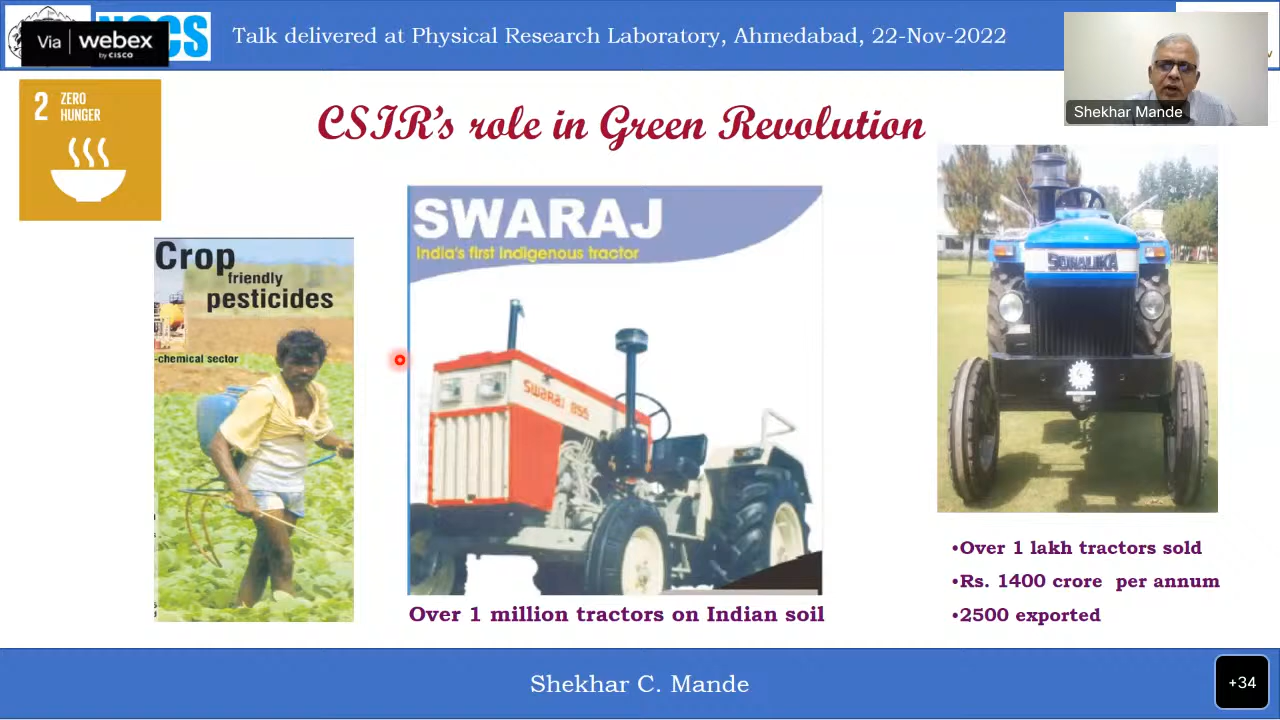 Via webex
by CISCO
CS
Talk delivered at Physical Research Laboratory, Ahmedabad, 22-Nov-2022
Shekhar Mande
2 ZERO
HUNGER
CSIR's role in Green Revolution
Crop
friendly
pesticides
-chemical sector
SWARAJ
India's first Indigenous tractor
SWARAJ 855
Over 1 million tractors on Indian soil
SONALIKA
•Over 1 lakh tractors sold
•Rs. 1400 crore per annum
•2500 exported
Shekhar C. Mande
+34